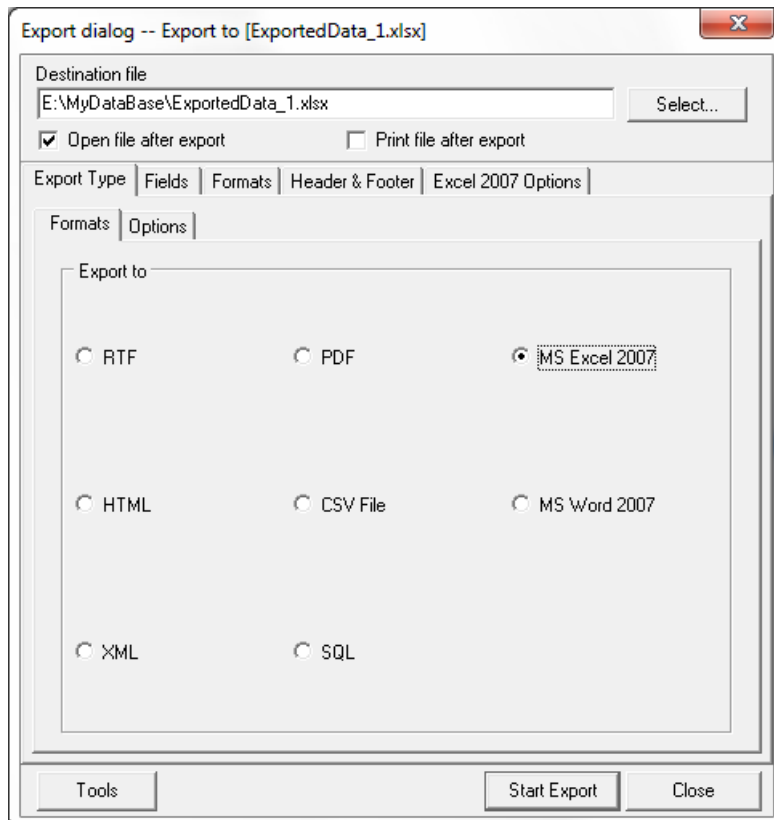 Export dialog -- Export to [ExportedData_1.xlsx]
Destination file
E:\MyDataBase\ExportedData_1.xlsx Select...
Open file after export Print file after export
Export Type Fields Formats Header & Footer Excel 2007 Options
Formats Options
Export to
RTF PDF MS Excel 2007
HTML CSV File MS Word 2007
XML SQL
Tools Start Export Close